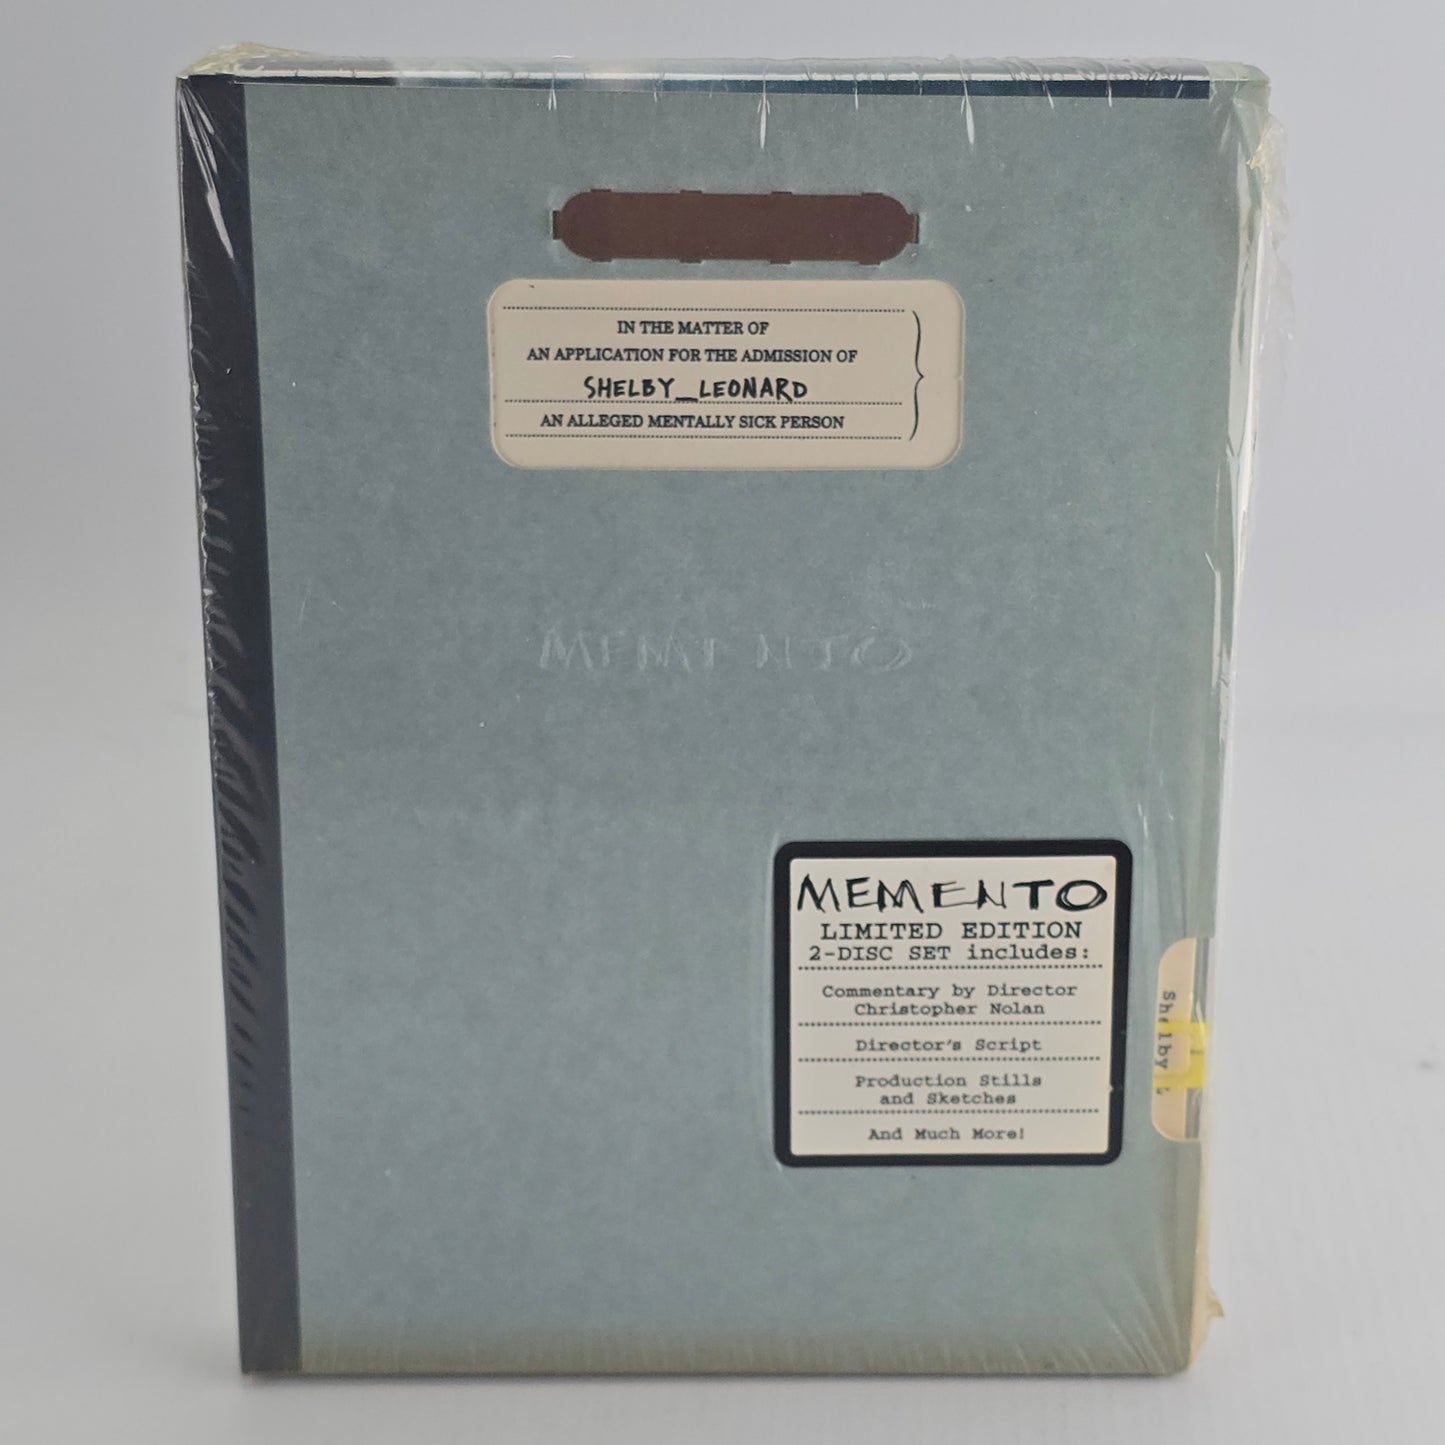 IN THE MATTER OF
AN APPLICATION FOR THE ADMISSION OF
SHELBY_LEONARD
AN ALLEGED MENTALLY SICK PERSON
MEMENTO
MEMENTO
LIMITED EDITION
2-DISC SET includes:
Commentary by Director
Christopher Nolan
Director's Script
Production Stills
and Sketches
And Much More!